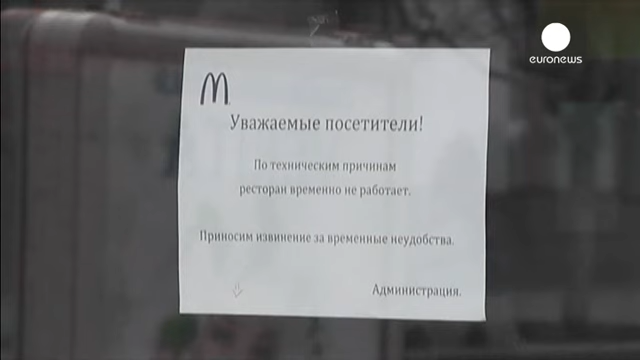 euronews
Уважаемые посетители!
По техническим причинам
ресторан временно не работает.
Приносим извинение за временные неудобства.
Администрация.